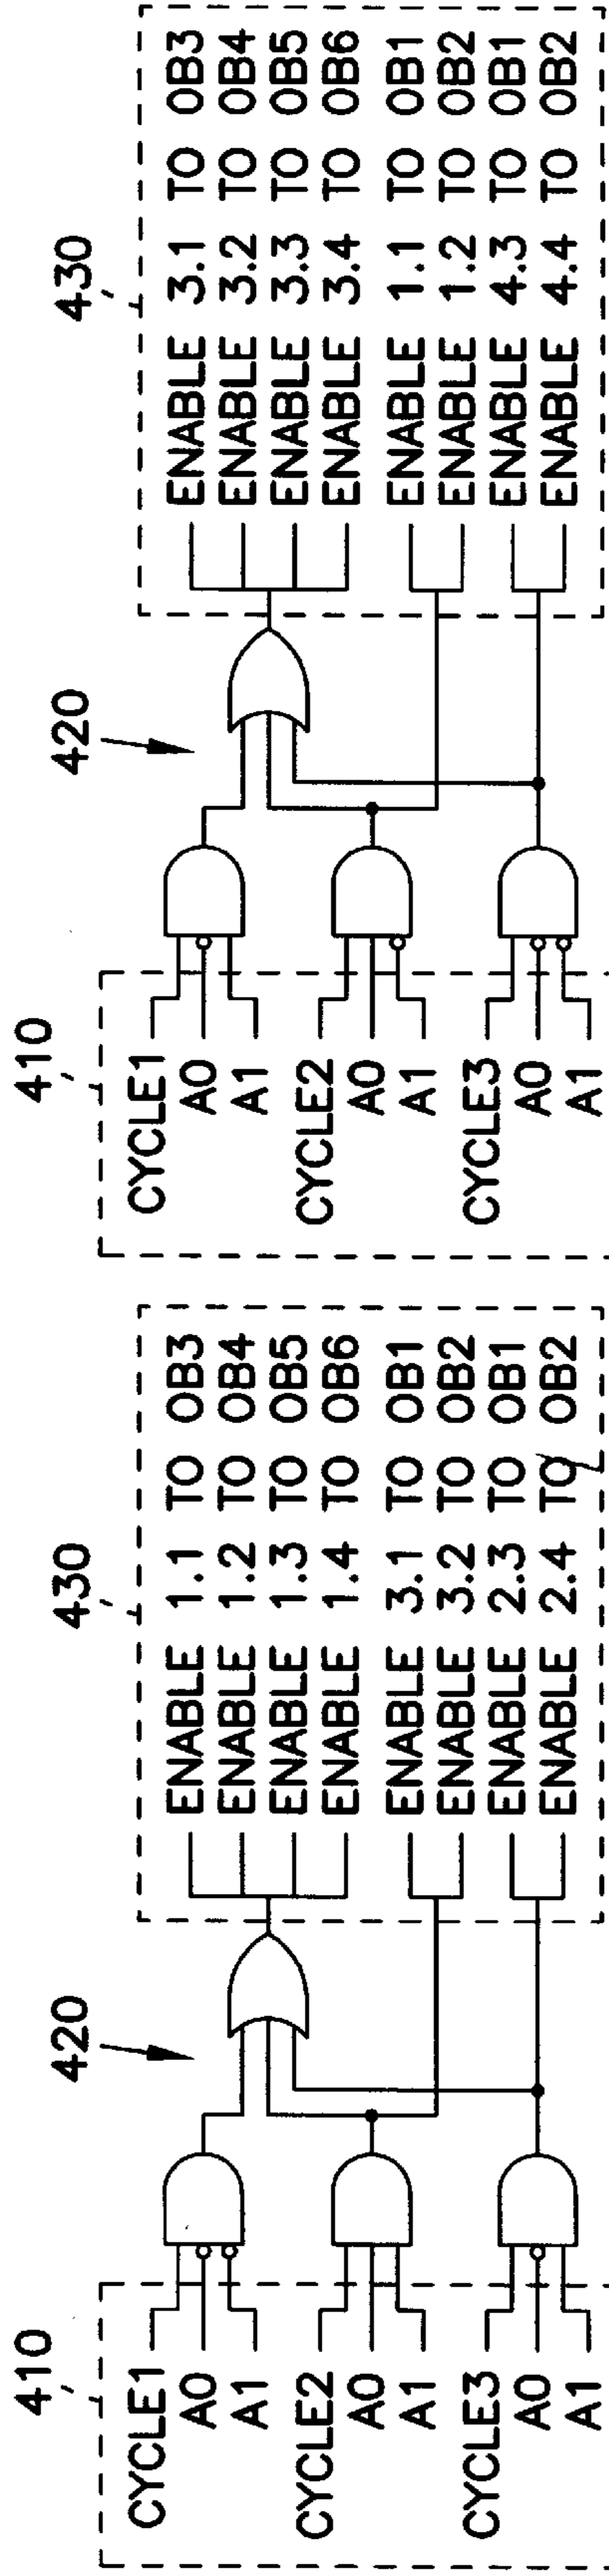 410
CYCLE1
A0
A1
CYCLE2
A0
A1
CYCLE3
A0
A1
420
430
ENABLE 1.1 TO OB3
ENABLE 1.2 TO OB4
ENABLE 1.3 TO OB5
ENABLE 1.4 TO OB6
ENABLE 3.1 TO OB1
ENABLE 3.2 TO OB2
ENABLE 2.3 TO OB1
ENABLE 2.4 TO OB2
410
CYCLE1
A0
A1
CYCLE2
A0
A1
CYCLE3
A0
A1
420
430
ENABLE 3.1 TO OB3
ENABLE 3.2 TO OB4
ENABLE 3.3 TO OB5
ENABLE 3.4 TO OB6
ENABLE 1.1 TO OB1
ENABLE 1.2 TO OB2
ENABLE 4.3 TO OB1
ENABLE 4.4 TO OB2